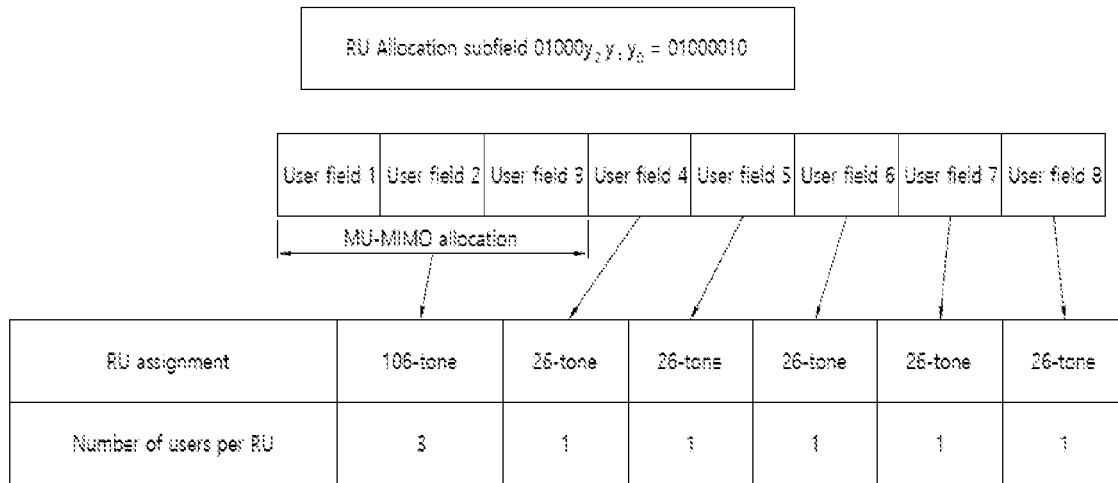 RU Allocation subfield 01000y₂y₁y₀ = 01000010
User field 1 User field 2 User field 3 User field 4 User field 5 User field 6 User field 7 User field 8
MU-MIMO allocation
RU assignment 106-tone 26-tone 26-tone 26-tone 26-tone 26-tone
Number of users per RU 3 1 1 1 1 1